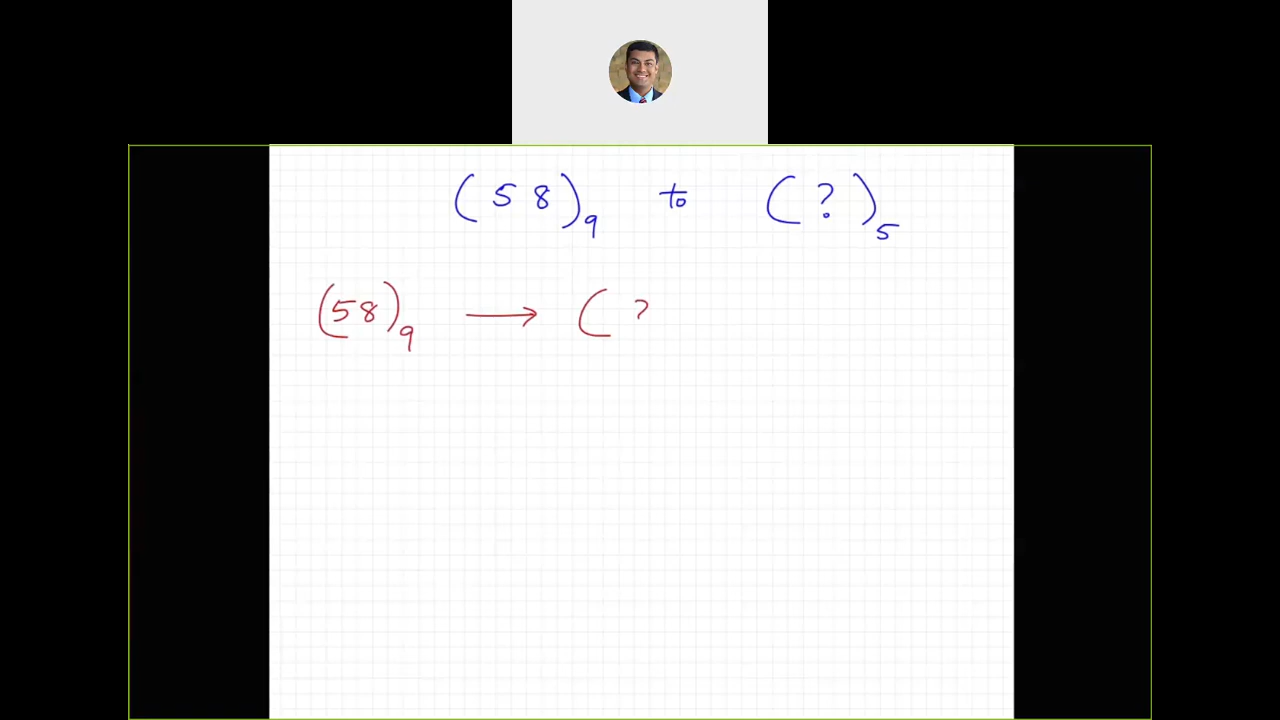 (58)₉ to (?)₅
(58)₉ → ( ?